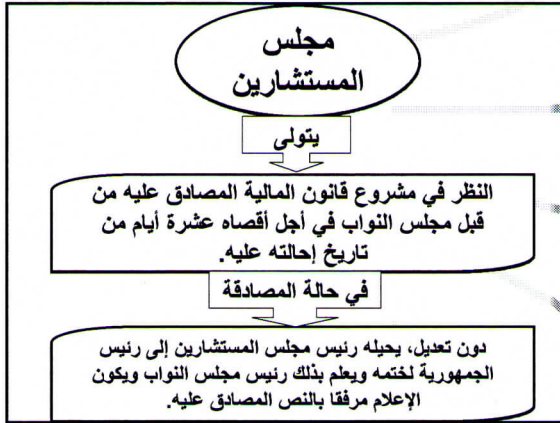 مجلس
المستشارين
يتولى
النظر في مشروع قانون المالية المصادق عليه من
قبل مجلس النواب في أجل أقصاه عشرة أيام من
تاريخ إحالته عليه.
في حالة المصادقة
دون تعديل، يحيله رئيس مجلس المستشارين إلى رئيس
الجمهورية لختمه ويعلم بذلك رئيس مجلس النواب ويكون
الإعلام مرفقا بالنص المصادق عليه.